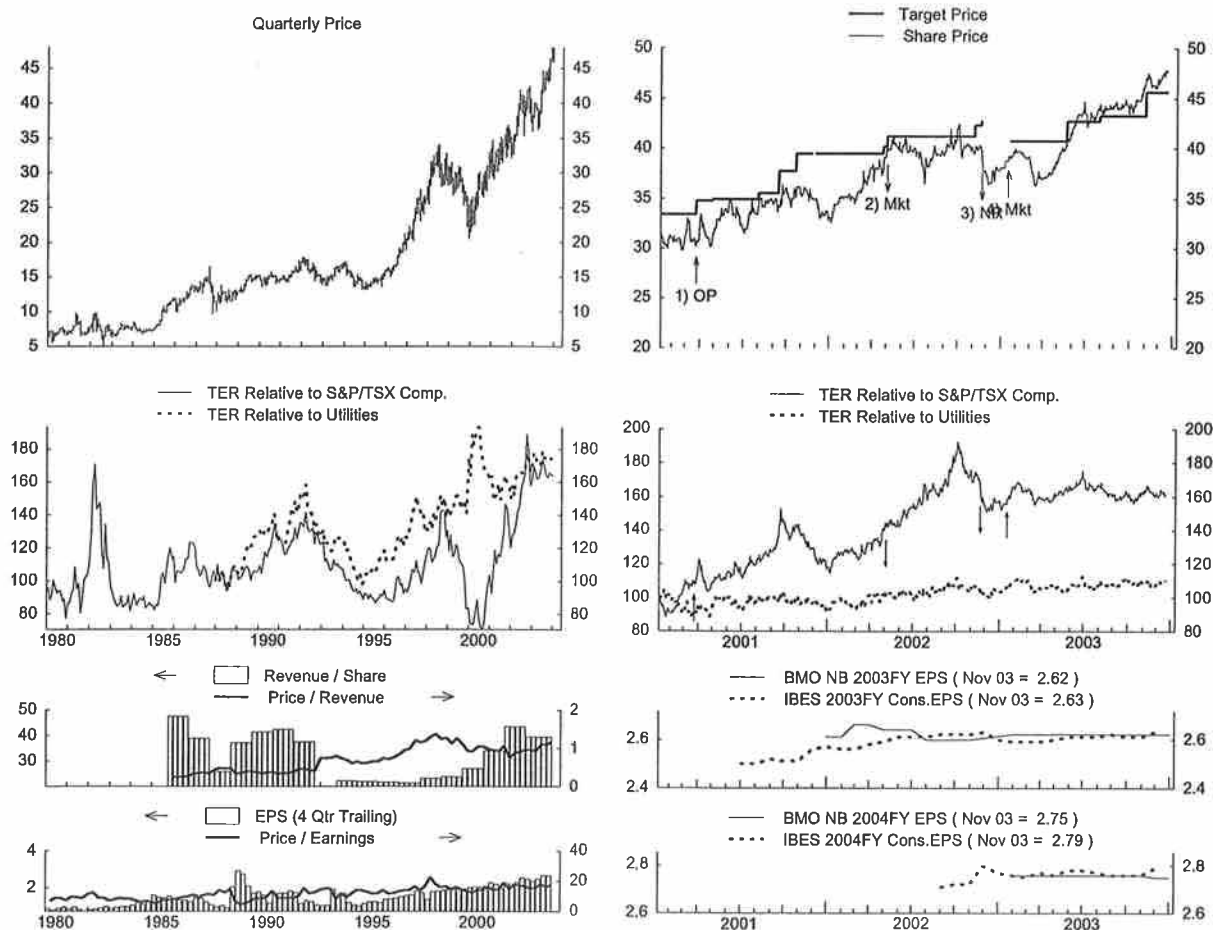 Quarterly Price
45 45
40 40
35 35
30 30
25 25
20 20
15 15
10 10
5 5
Target Price
Share Price
50 50
45 45
40 40
35 35
30 30
25 25
20 20
1) OP
2) Mkt
3) 
Mkt
TER Relative to S&P/TSX Comp.
TER Relative to Utilities
180 180
160 160
140 140
120 120
100 100
80 80
1980 1985 1990 1995 2000
TER Relative to S&P/TSX Comp.
TER Relative to Utilities
200 200
180 180
160 160
140 140
120 120
100 100
80 80
2001 2002 2003
← Revenue / Share
Price / Revenue →
50 2
40
30 1
0
← EPS (4 Qtr Trailing)
Price / Earnings →
4 40
2 20
0
1980 1985 1990 1995 2000
BMO NB 2003FY EPS ( Nov 03 = 2.62 )
IBES 2003FY Cons.EPS ( Nov 03 = 2.63 )
2.6 2.6
2.4 2.4
BMO NB 2004FY EPS ( Nov 03 = 2.75 )
IBES 2004FY Cons.EPS ( Nov 03 = 2.79 )
2.8 2.8
2.6 2.6
2001 2002 2003